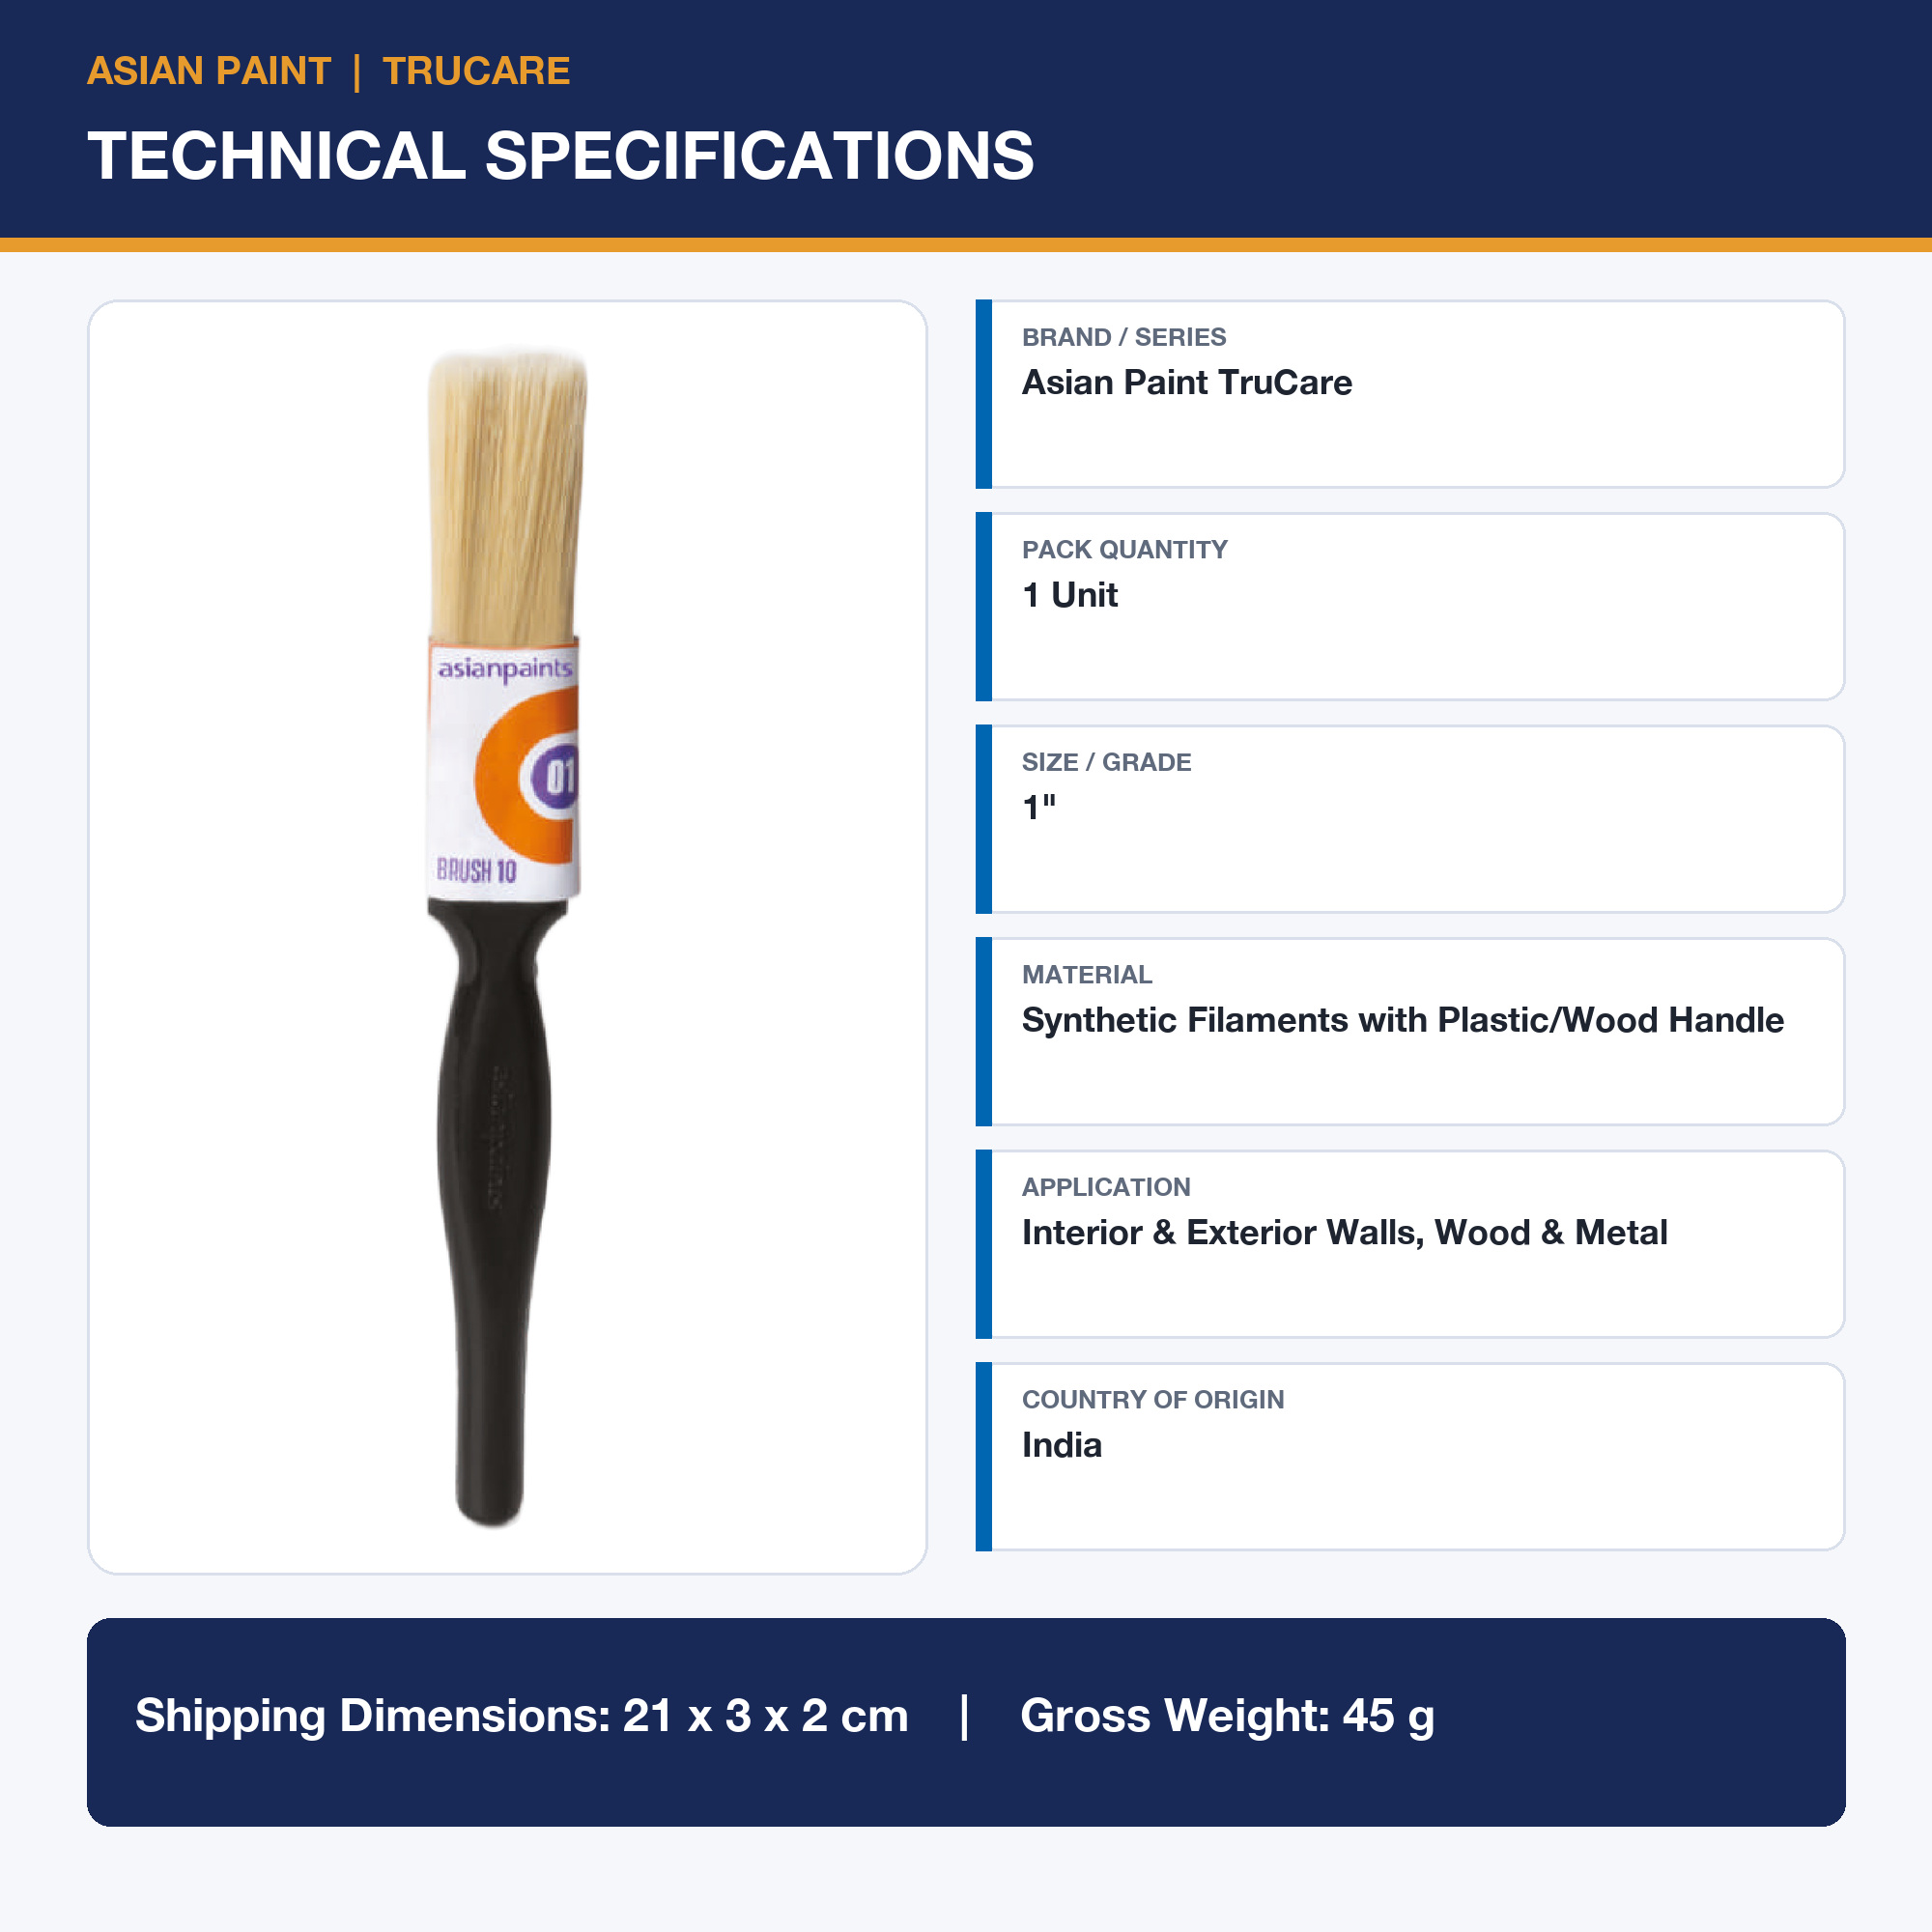 ASIAN PAINT | TRUCARE
TECHNICAL SPECIFICATIONS
asianpaints
01
BRUSH 10
BRAND / SERIES
Asian Paint TruCare
PACK QUANTITY
1 Unit
SIZE / GRADE
1"
MATERIAL
Synthetic Filaments with Plastic/Wood Handle
APPLICATION
Interior & Exterior Walls, Wood & Metal
COUNTRY OF ORIGIN
India
Shipping Dimensions: 21 x 3 x 2 cm | Gross Weight: 45 g